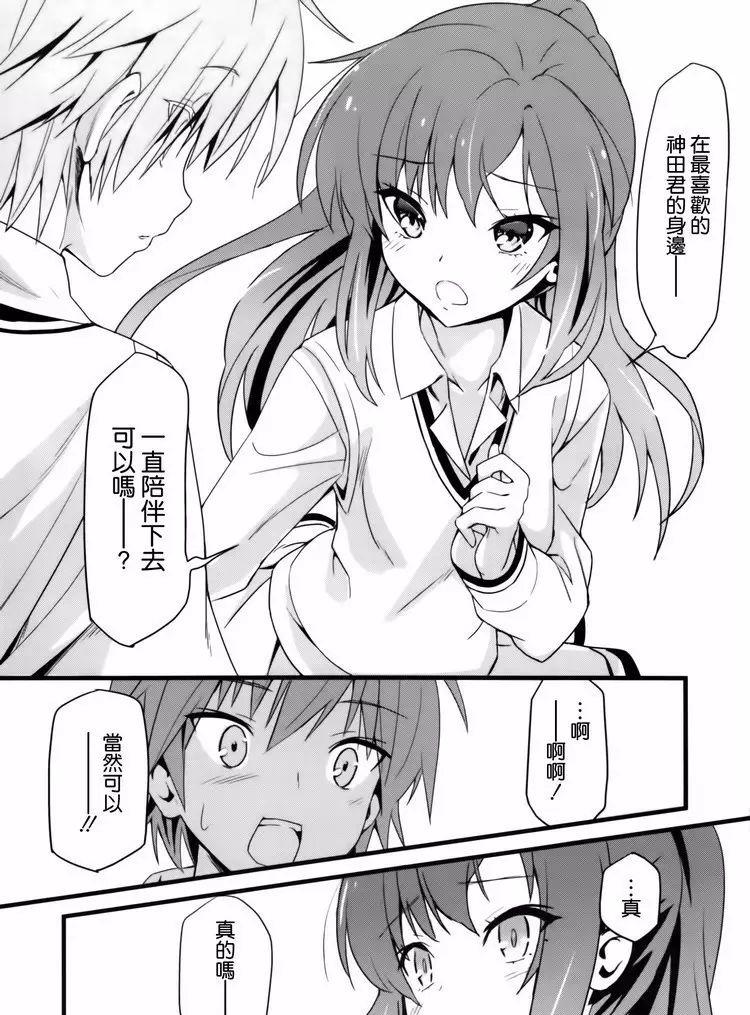 在最喜歡的
神田君的身邊——
一直陪伴下去
可以嗎——?
…啊
——啊啊!
當然可以
——!!
…真
真的嗎——